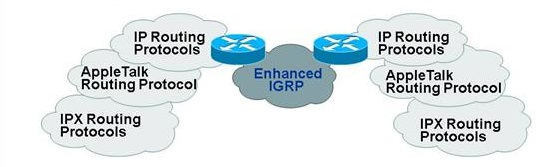 IP Routing
Protocols
AppleTalk
Routing Protocol
IPX Routing
Protocols
Enhanced
IGRP
IP Routing
Protocols
AppleTalk
Routing Protocol
IPX Routing
Protocols